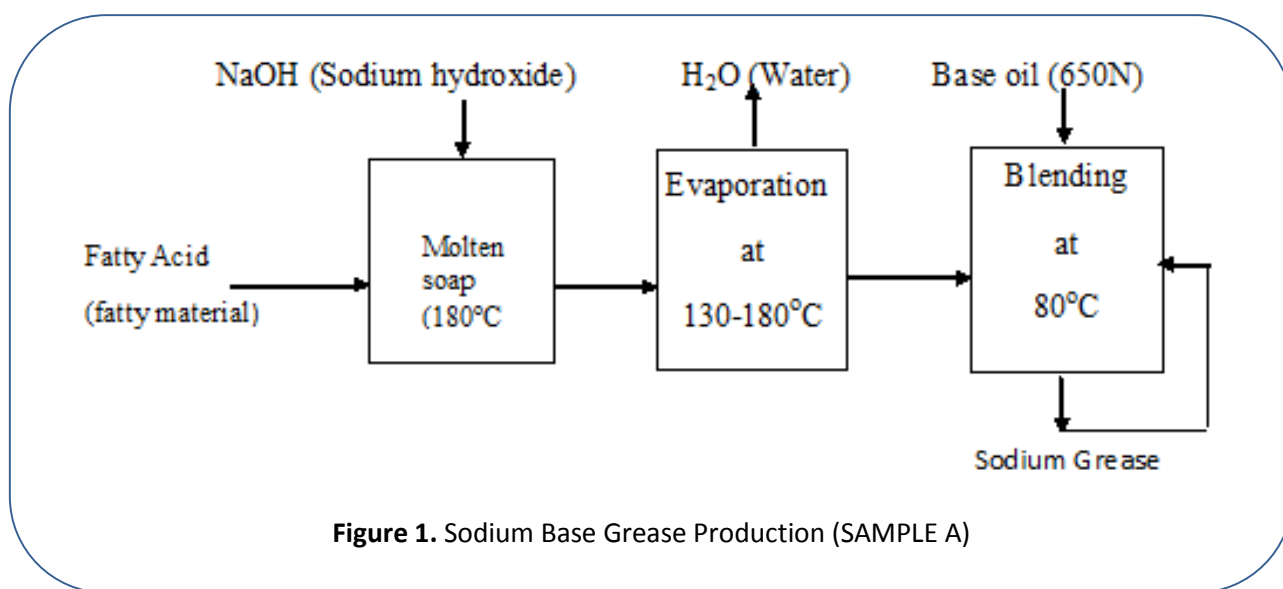 NaOH (Sodium hydroxide)
H₂O (Water)
Base oil (650N)
Fatty Acid
(fatty material)
Molten
soap
(180°C
Evaporation
at
130-180°C
Blending
at
80°C
Sodium Grease
Figure 1. Sodium Base Grease Production (SAMPLE A)